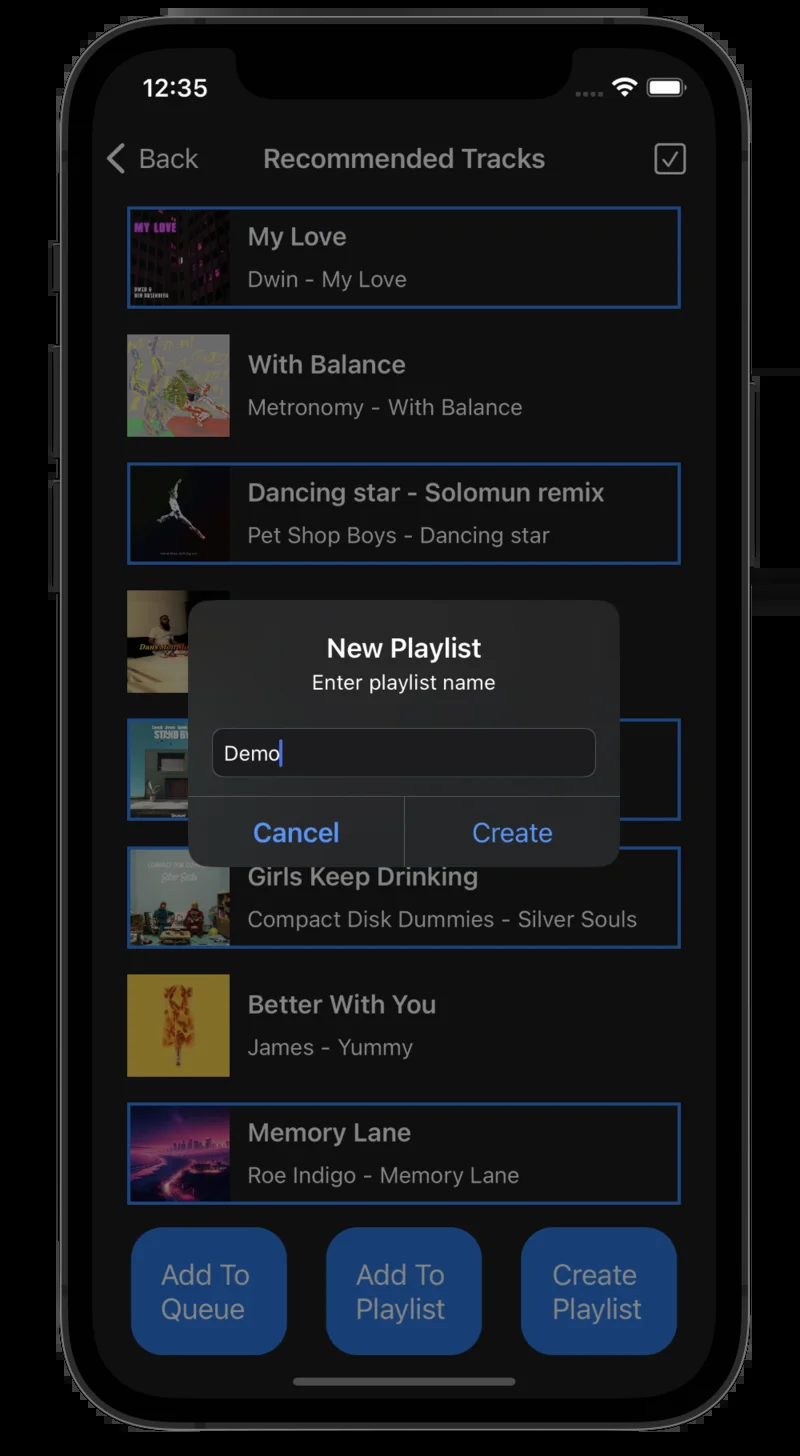 12:35
Back
Recommended Tracks
MY LOVE
My Love
Dwin - My Love
With Balance
Metronomy - With Balance
Dancing star - Solomun remix
Pet Shop Boys - Dancing star
New Playlist
Enter playlist name
Demo
Cancel
Create
STAND BY
Girls Keep Drinking
Compact Disk Dummies - Silver Souls
Better With You
James - Yummy
Memory Lane
Roe Indigo - Memory Lane
Add To
Queue
Add To
Playlist
Create
Playlist